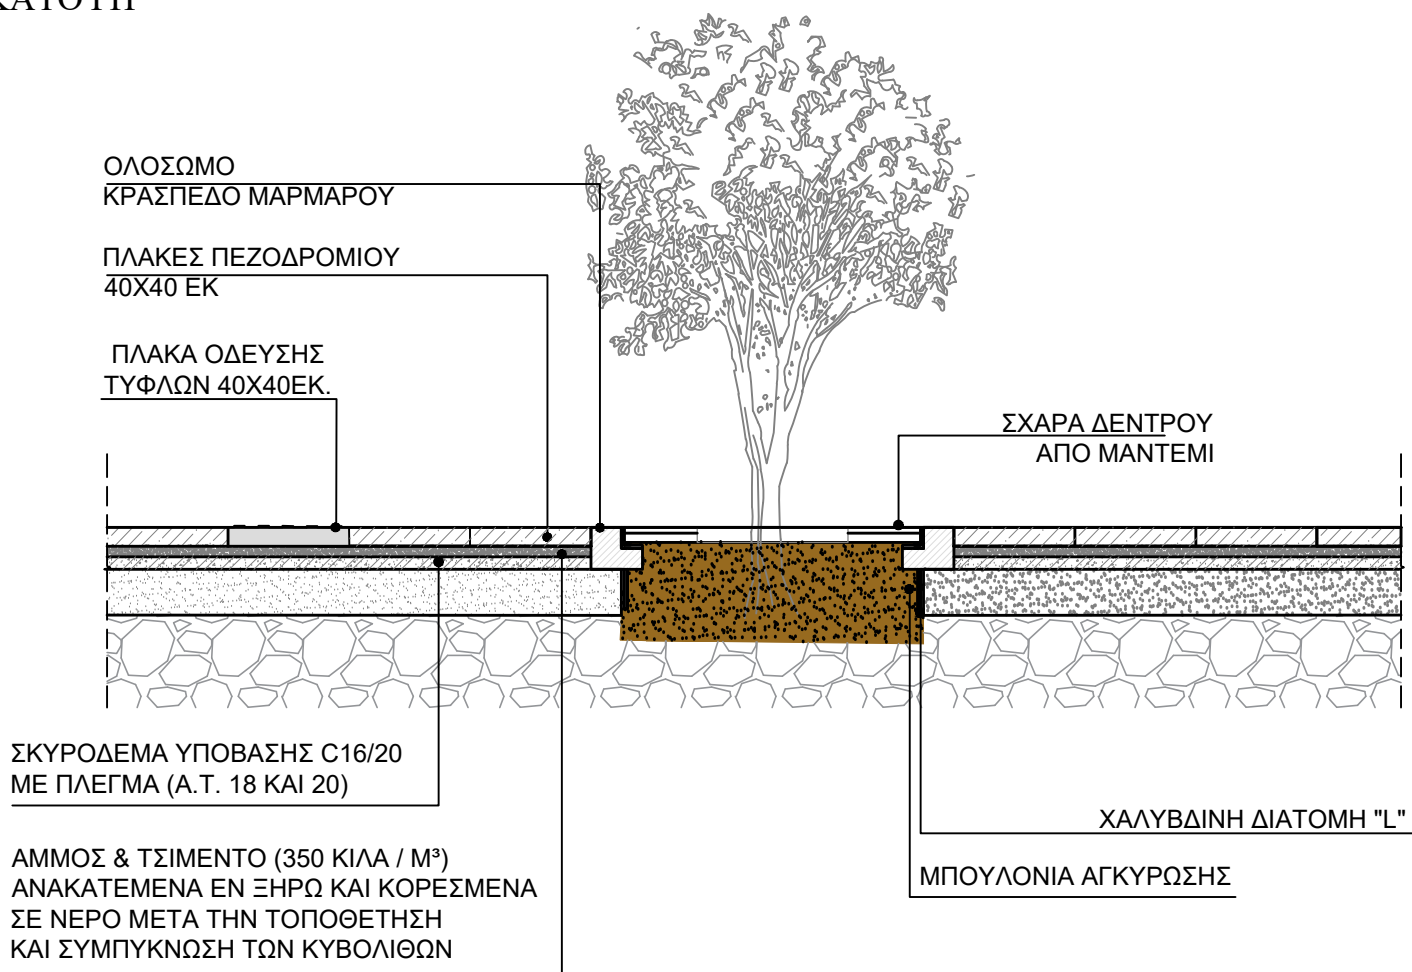 ΟΛΟΣΩΜΟ
ΚΡΑΣΠΕΔΟ ΜΑΡΜΑΡΟΥ
ΠΛΑΚΕΣ ΠΕΖΟΔΡΟΜΙΟΥ
40Χ40 ΕΚ
ΠΛΑΚΑ ΟΔΕΥΣΗΣ
ΤΥΦΛΩΝ 40Χ40ΕΚ.
ΣΧΑΡΑ ΔΕΝΤΡΟΥ
ΑΠΟ ΜΑΝΤΕΜΙ
ΣΚΥΡΟΔΕΜΑ ΥΠΟΒΑΣΗΣ C16/20
ΜΕ ΠΛΕΓΜΑ (Α.Τ. 18 ΚΑΙ 20)
ΧΑΛΥΒΔΙΝΗ ΔΙΑΤΟΜΗ "L"
ΜΠΟΥΛΟΝΙΑ ΑΓΚΥΡΩΣΗΣ
ΑΜΜΟΣ & ΤΣΙΜΕΝΤΟ (350 ΚΙΛΑ / Μ³)
ΑΝΑΚΑΤΕΜΕΝΑ ΕΝ ΞΗΡΩ ΚΑΙ ΚΟΡΕΣΜΕΝΑ
ΣΕ ΝΕΡΟ ΜΕΤΑ ΤΗΝ ΤΟΠΟΘΕΤΗΣΗ
ΚΑΙ ΣΥΜΠΥΚΝΩΣΗ ΤΩΝ ΚΥΒΟΛΙΘΩΝ